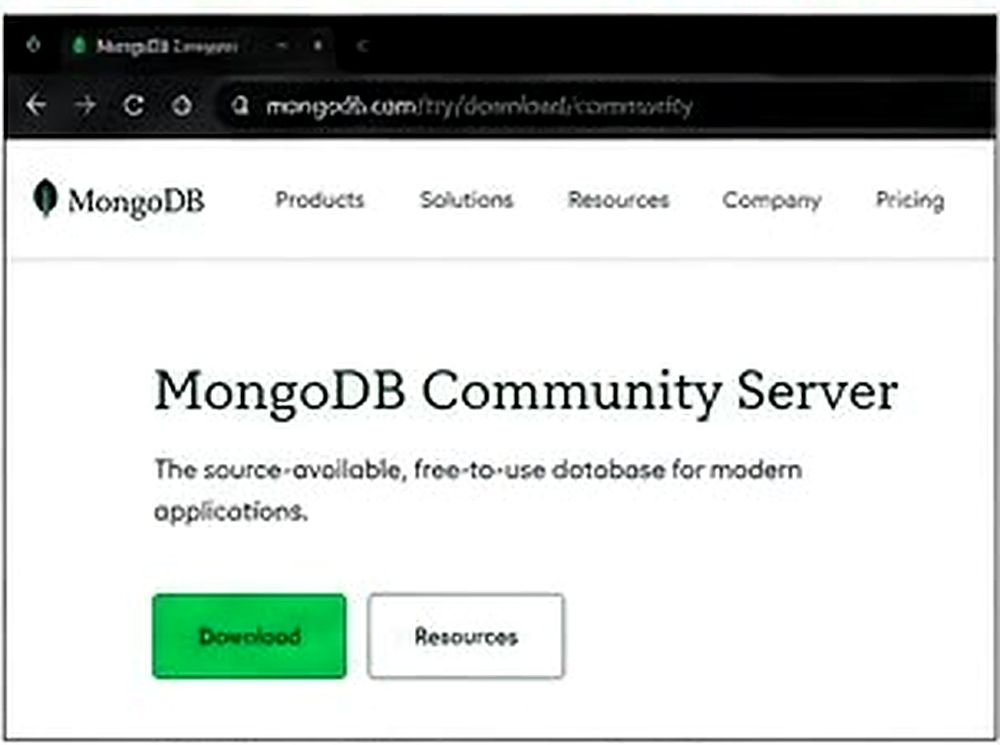 MongoDB
mongodb.com/try/download/community
MongoDB
Products
Solutions
Resources
Company
Pricing
MongoDB Community Server
The source-available, free-to-use database for modern
applications.
Download
Resources